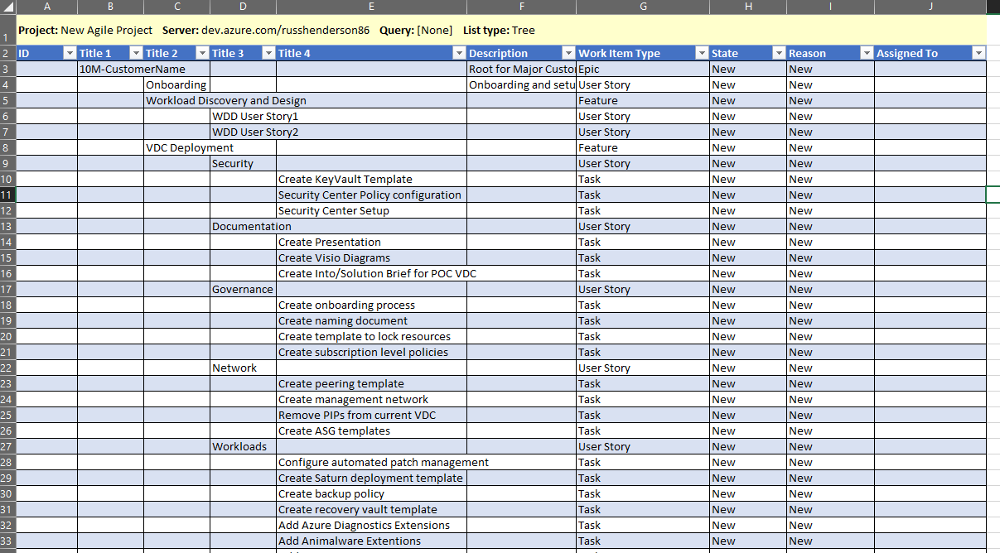 A B C D E F G H I J
1 Project: New Agile Project Server: dev.azure.com/russhenderson86 Query: [None] List type: Tree
2 ID Title 1 Title 2 Title 3 Title 4 Description Work Item Type State Reason Assigned To
3 10M-CustomerName Root for Major Custo Epic New New
4 Onboarding Onboarding and setu User Story New New
5 Workload Discovery and Design Feature New New
6 WDD User Story1 User Story New New
7 WDD User Story2 User Story New New
8 VDC Deployment Feature New New
9 Security User Story New New
10 Create KeyVault Template Task New New
11 Security Center Policy configuration Task New New
12 Security Center Setup Task New New
13 Documentation User Story New New
14 Create Presentation Task New New
15 Create Visio Diagrams Task New New
16 Create Into/Solution Brief for POC VDC Task New New
17 Governance User Story New New
18 Create onboarding process Task New New
19 Create naming document Task New New
20 Create template to lock resources Task New New
21 Create subscription level policies Task New New
22 Network User Story New New
23 Create peering template Task New New
24 Create management network Task New New
25 Remove PIPs from current VDC Task New New
26 Create ASG templates Task New New
27 Workloads User Story New New
28 Configure automated patch management Task New New
29 Create Saturn deployment template Task New New
30 Create backup policy Task New New
31 Create recovery vault template Task New New
32 Add Azure Diagnostics Extensions Task New New
33 Add Animalware Extentions Task New New